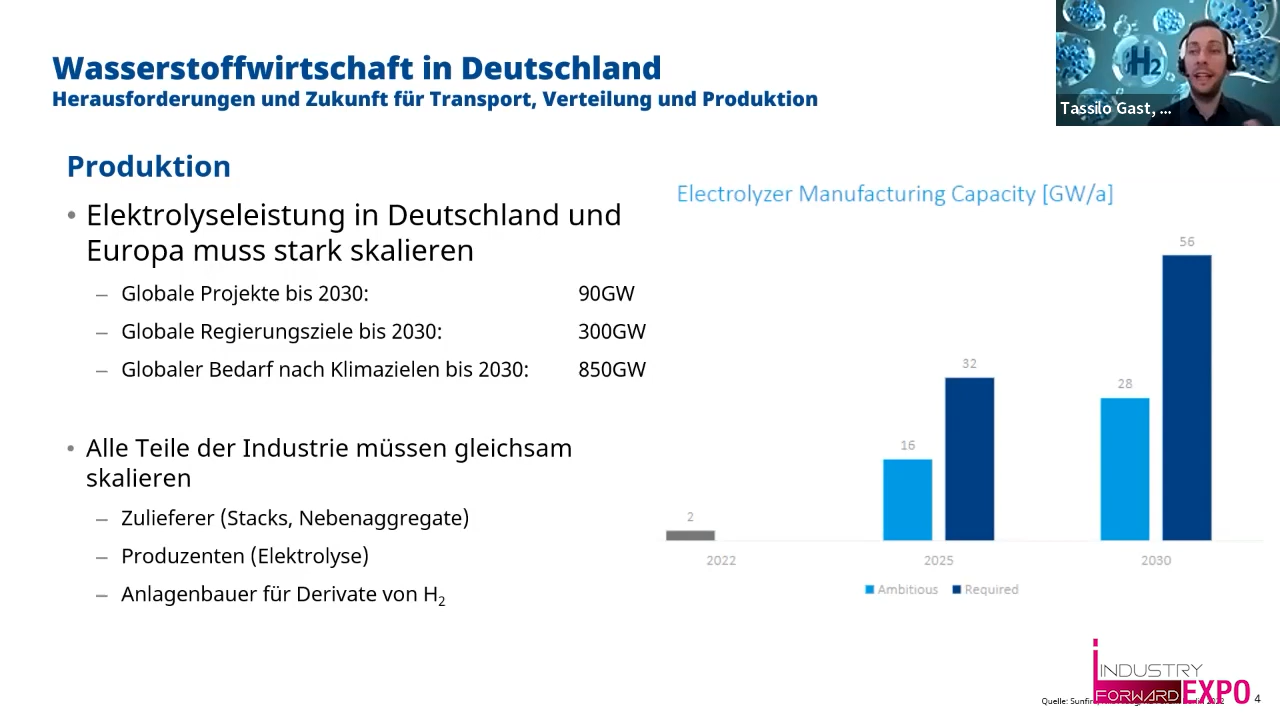 Wasserstoffwirtschaft in Deutschland
Herausforderungen und Zukunft für Transport, Verteilung und Produktion
H2
Tassilo Gast, ...
Produktion
• Elektrolyseleistung in Deutschland und
Europa muss stark skalieren
– Globale Projekte bis 2030: 90GW
– Globale Regierungsziele bis 2030: 300GW
– Globaler Bedarf nach Klimazielen bis 2030: 850GW
• Alle Teile der Industrie müssen gleichsam
skalieren
– Zulieferer (Stacks, Nebenaggregate)
– Produzenten (Elektrolyse)
– Anlagenbauer für Derivate von H₂
Electrolyzer Manufacturing Capacity [GW/a]
2
16
32
28
56
2022
2025
2030
Ambitious Required
INDUSTRY
FORWARD EXPO
Quelle: 4